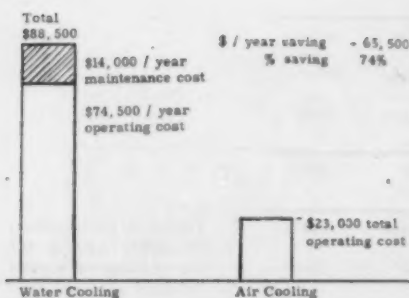 Total
$88,500
$14,000 / year
maintenance cost
$74,500 / year
operating cost
$ / year saving - 65,500
% saving 74%
$23,000 total
operating cost
Water Cooling
Air Cooling